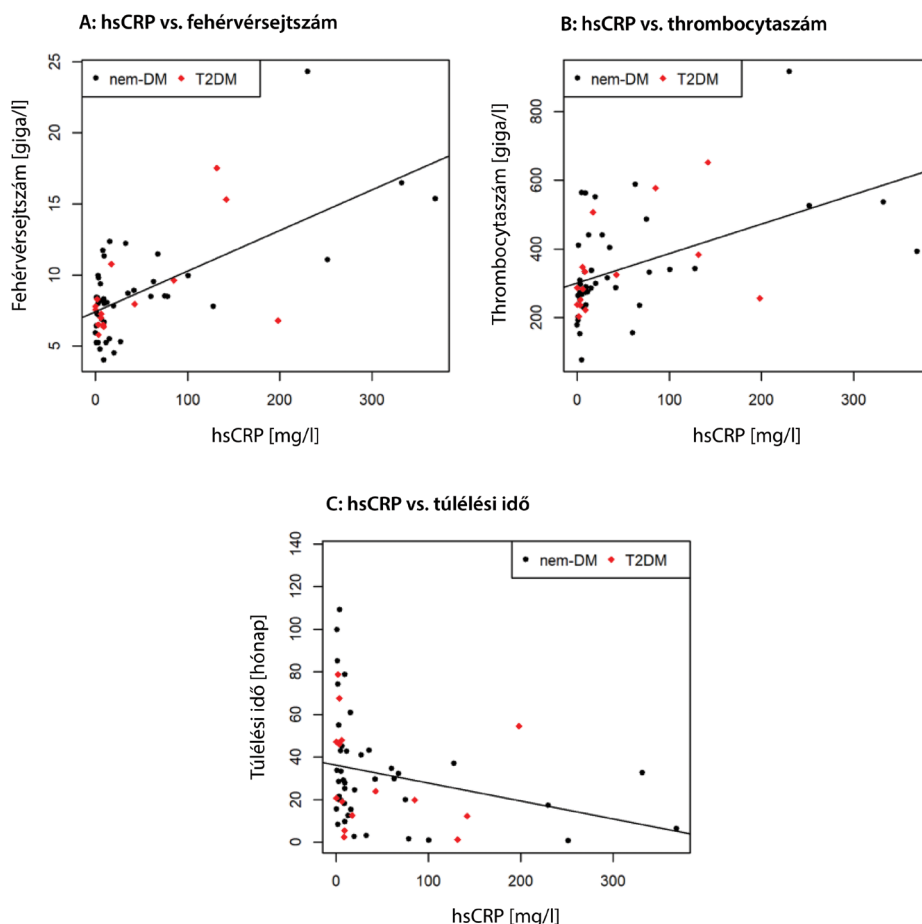 A: hsCRP vs. fehérvérsejtszám
B: hsCRP vs. thrombocytaszám
Fehérvérsejtszám [giga/l]
25
20
15
10
5
nem-DM T2DM
0 100 200 300
hsCRP [mg/l]
Thrombocytaszám [giga/l]
800
600
400
200
nem-DM T2DM
0 100 200 300
hsCRP [mg/l]
C: hsCRP vs. túlélési idő
Túlélési idő [hónap]
140
120
100
80
60
40
20
0
nem-DM T2DM
0 100 200 300
hsCRP [mg/l]